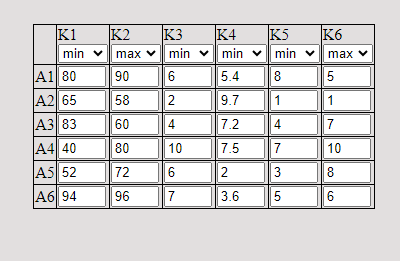 K1 K2 K3 K4 K5 K6
min max min min min max
A1 80 90 6 5.4 8 5
A2 65 58 2 9.7 1 1
A3 83 60 4 7.2 4 7
A4 40 80 10 7.5 7 10
A5 52 72 6 2 3 8
A6 94 96 7 3.6 5 6